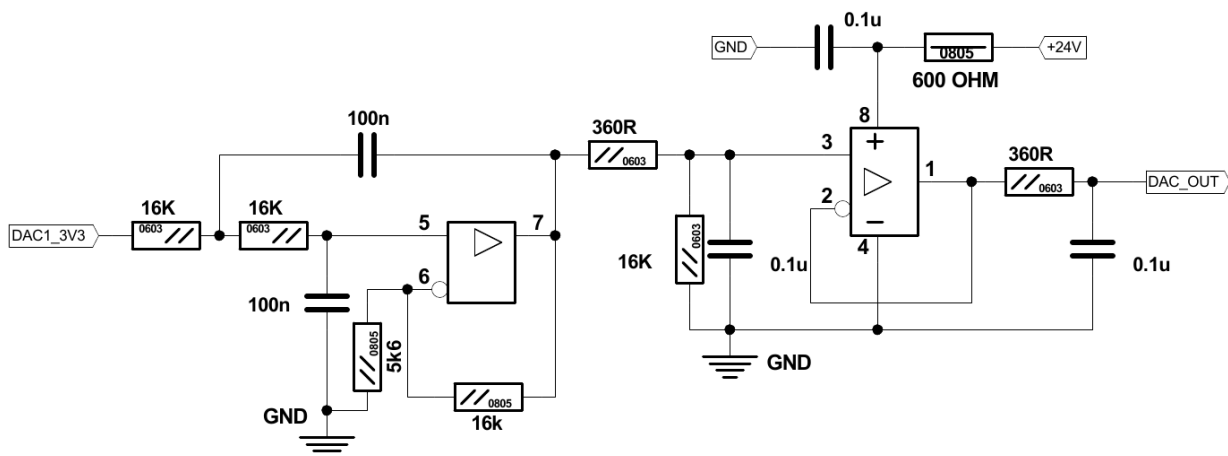 0.1u
GND
+24V
0805
600 OHM
100n
8
360R
0603
3
+
1
360R
0603
DAC_OUT
2
−
4
16K
16K
DAC1_3V3
0603
0603
5
7
6
16K
0603
0.1u
0.1u
100n
0805
5k6
GND
0805
16k
GND